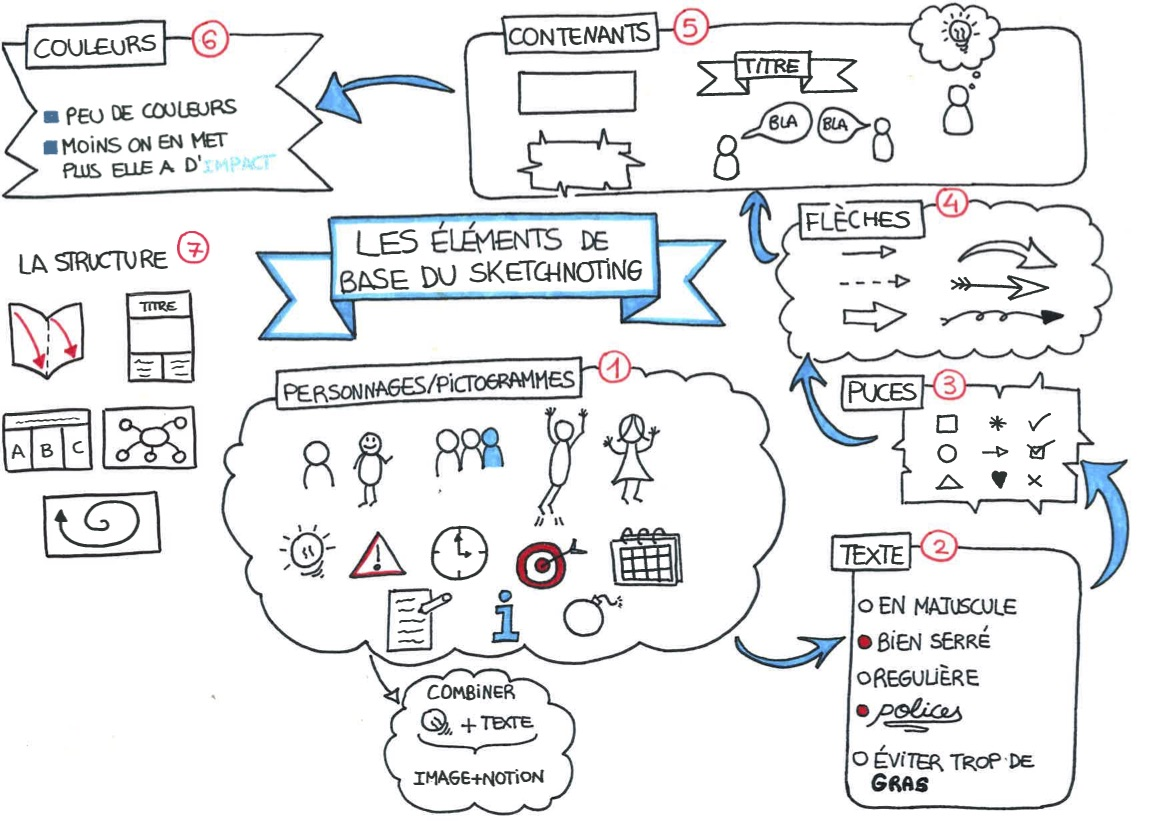 COULEURS 6
PEU DE COULEURS
MOINS ON EN MET
PLUS ELLE A D'IMPACT
CONTENANTS 5
TITRE
BLA
BLA
FLÈCHES 4
LES ÉLÉMENTS DE
BASE DU SKETCHNOTING
LA STRUCTURE 7
TITRE
A B C
PERSONNAGES/PICTOGRAMMES 1
!
i
COMBINER
+ TEXTE
IMAGE+NOTION
PUCES 3
TEXTE 2
EN MAJUSCULE
BIEN SERRÉ
REGULIÈRE
polices
ÉVITER TROP DE
GRAS